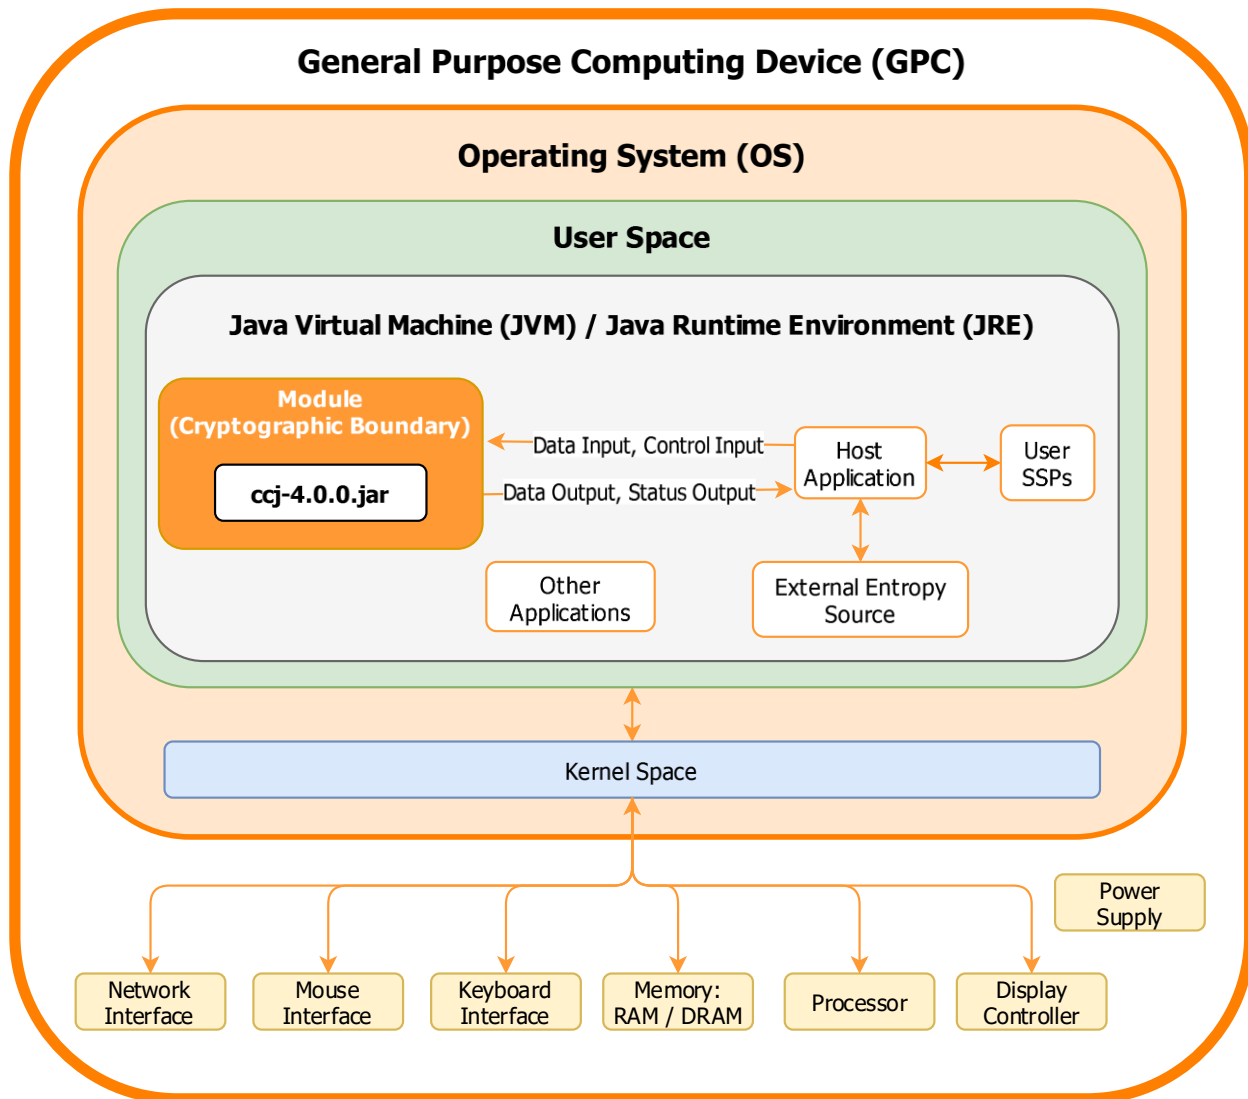 General Purpose Computing Device (GPC)
Operating System (OS)
User Space
Java Virtual Machine (JVM) / Java Runtime Environment (JRE)
Module
(Cryptographic Boundary)
ccj-4.0.0.jar
Data Input, Control Input
Data Output, Status Output
Host
Application
User
SSPs
Other
Applications
External Entropy
Source
Kernel Space
Power
Supply
Network
Interface
Mouse
Interface
Keyboard
Interface
Memory:
RAM / DRAM
Processor
Display
Controller